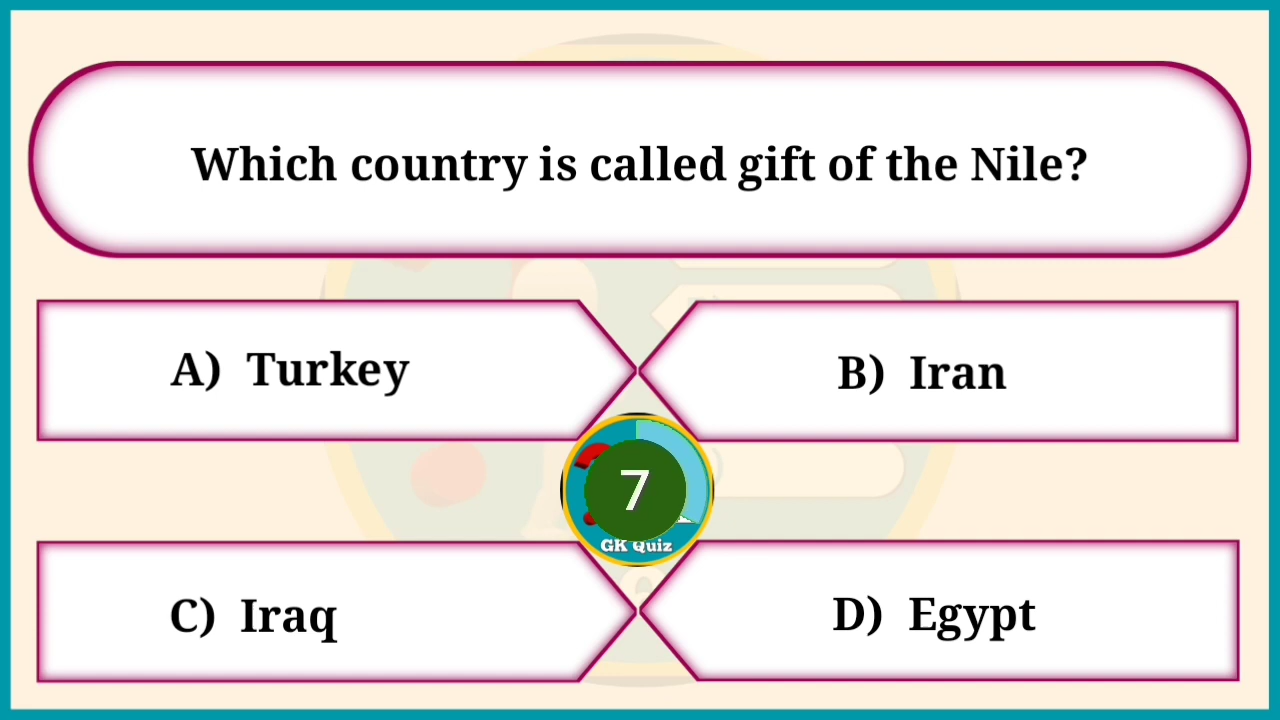 Which country is called gift of the Nile?
A) Turkey
B) Iran
7
GK Quiz
C) Iraq
D) Egypt